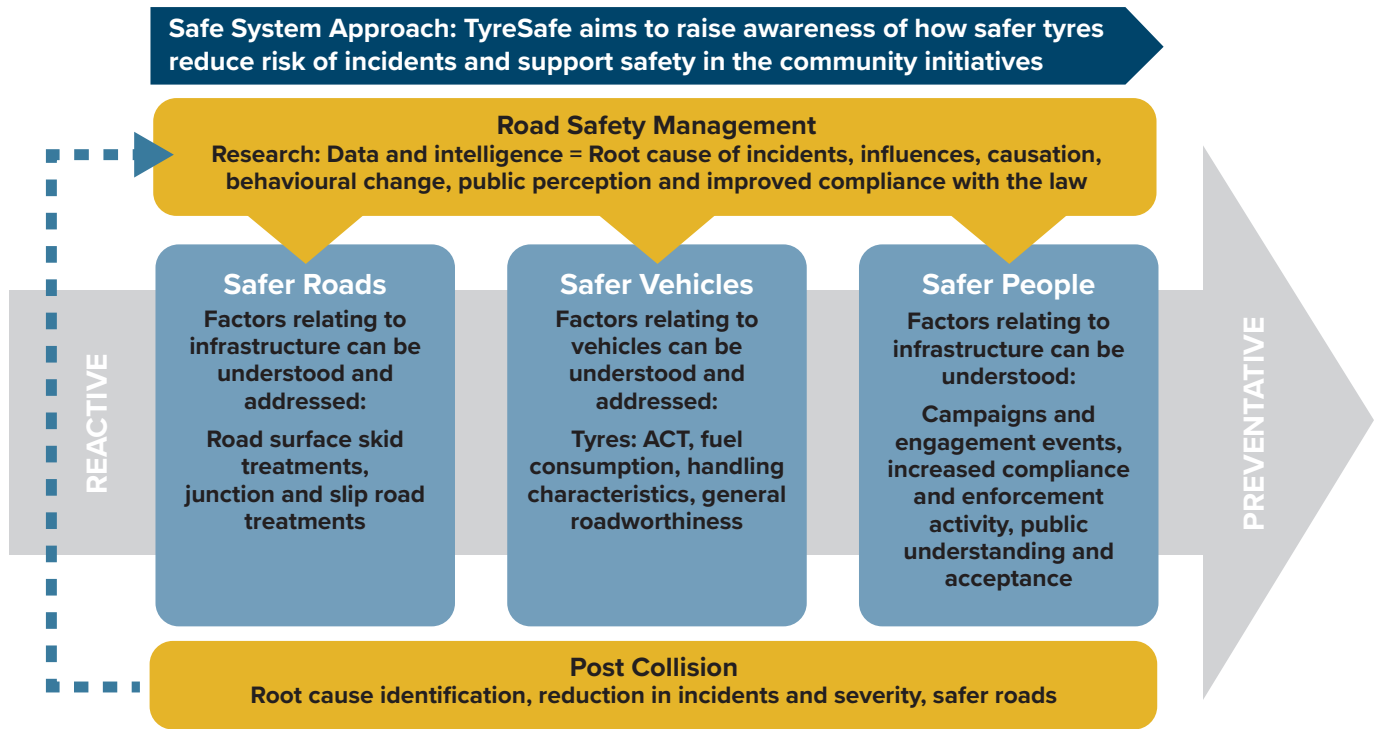 Safe System Approach: TyreSafe aims to raise awareness of how safer tyres
reduce risk of incidents and support safety in the community initiatives
Road Safety Management
Research: Data and intelligence = Root cause of incidents, influences, causation,
behavioural change, public perception and improved compliance with the law
REACTIVE
Safer Roads
Factors relating to
infrastructure can be
understood and
addressed:
Road surface skid
treatments,
junction and slip road
treatments
Safer Vehicles
Factors relating to
vehicles can be
understood and
addressed:
Tyres: ACT, fuel
consumption, handling
characteristics, general
roadworthiness
Safer People
Factors relating to
infrastructure can be
understood:
Campaigns and
engagement events,
increased compliance
and enforcement
activity, public
understanding and
acceptance
PREVENTATIVE
Post Collision
Root cause identification, reduction in incidents and severity, safer roads